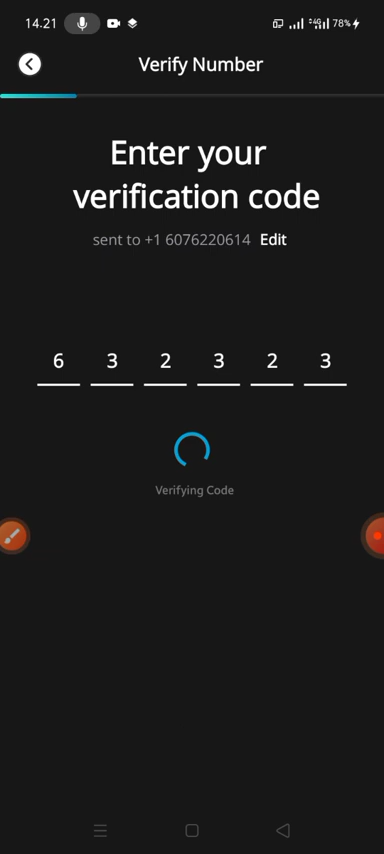 14.21
4G 78%
Verify Number
Enter your
verification code
sent to +1 6076220614 Edit
6 3 2 3 2 3
Verifying Code